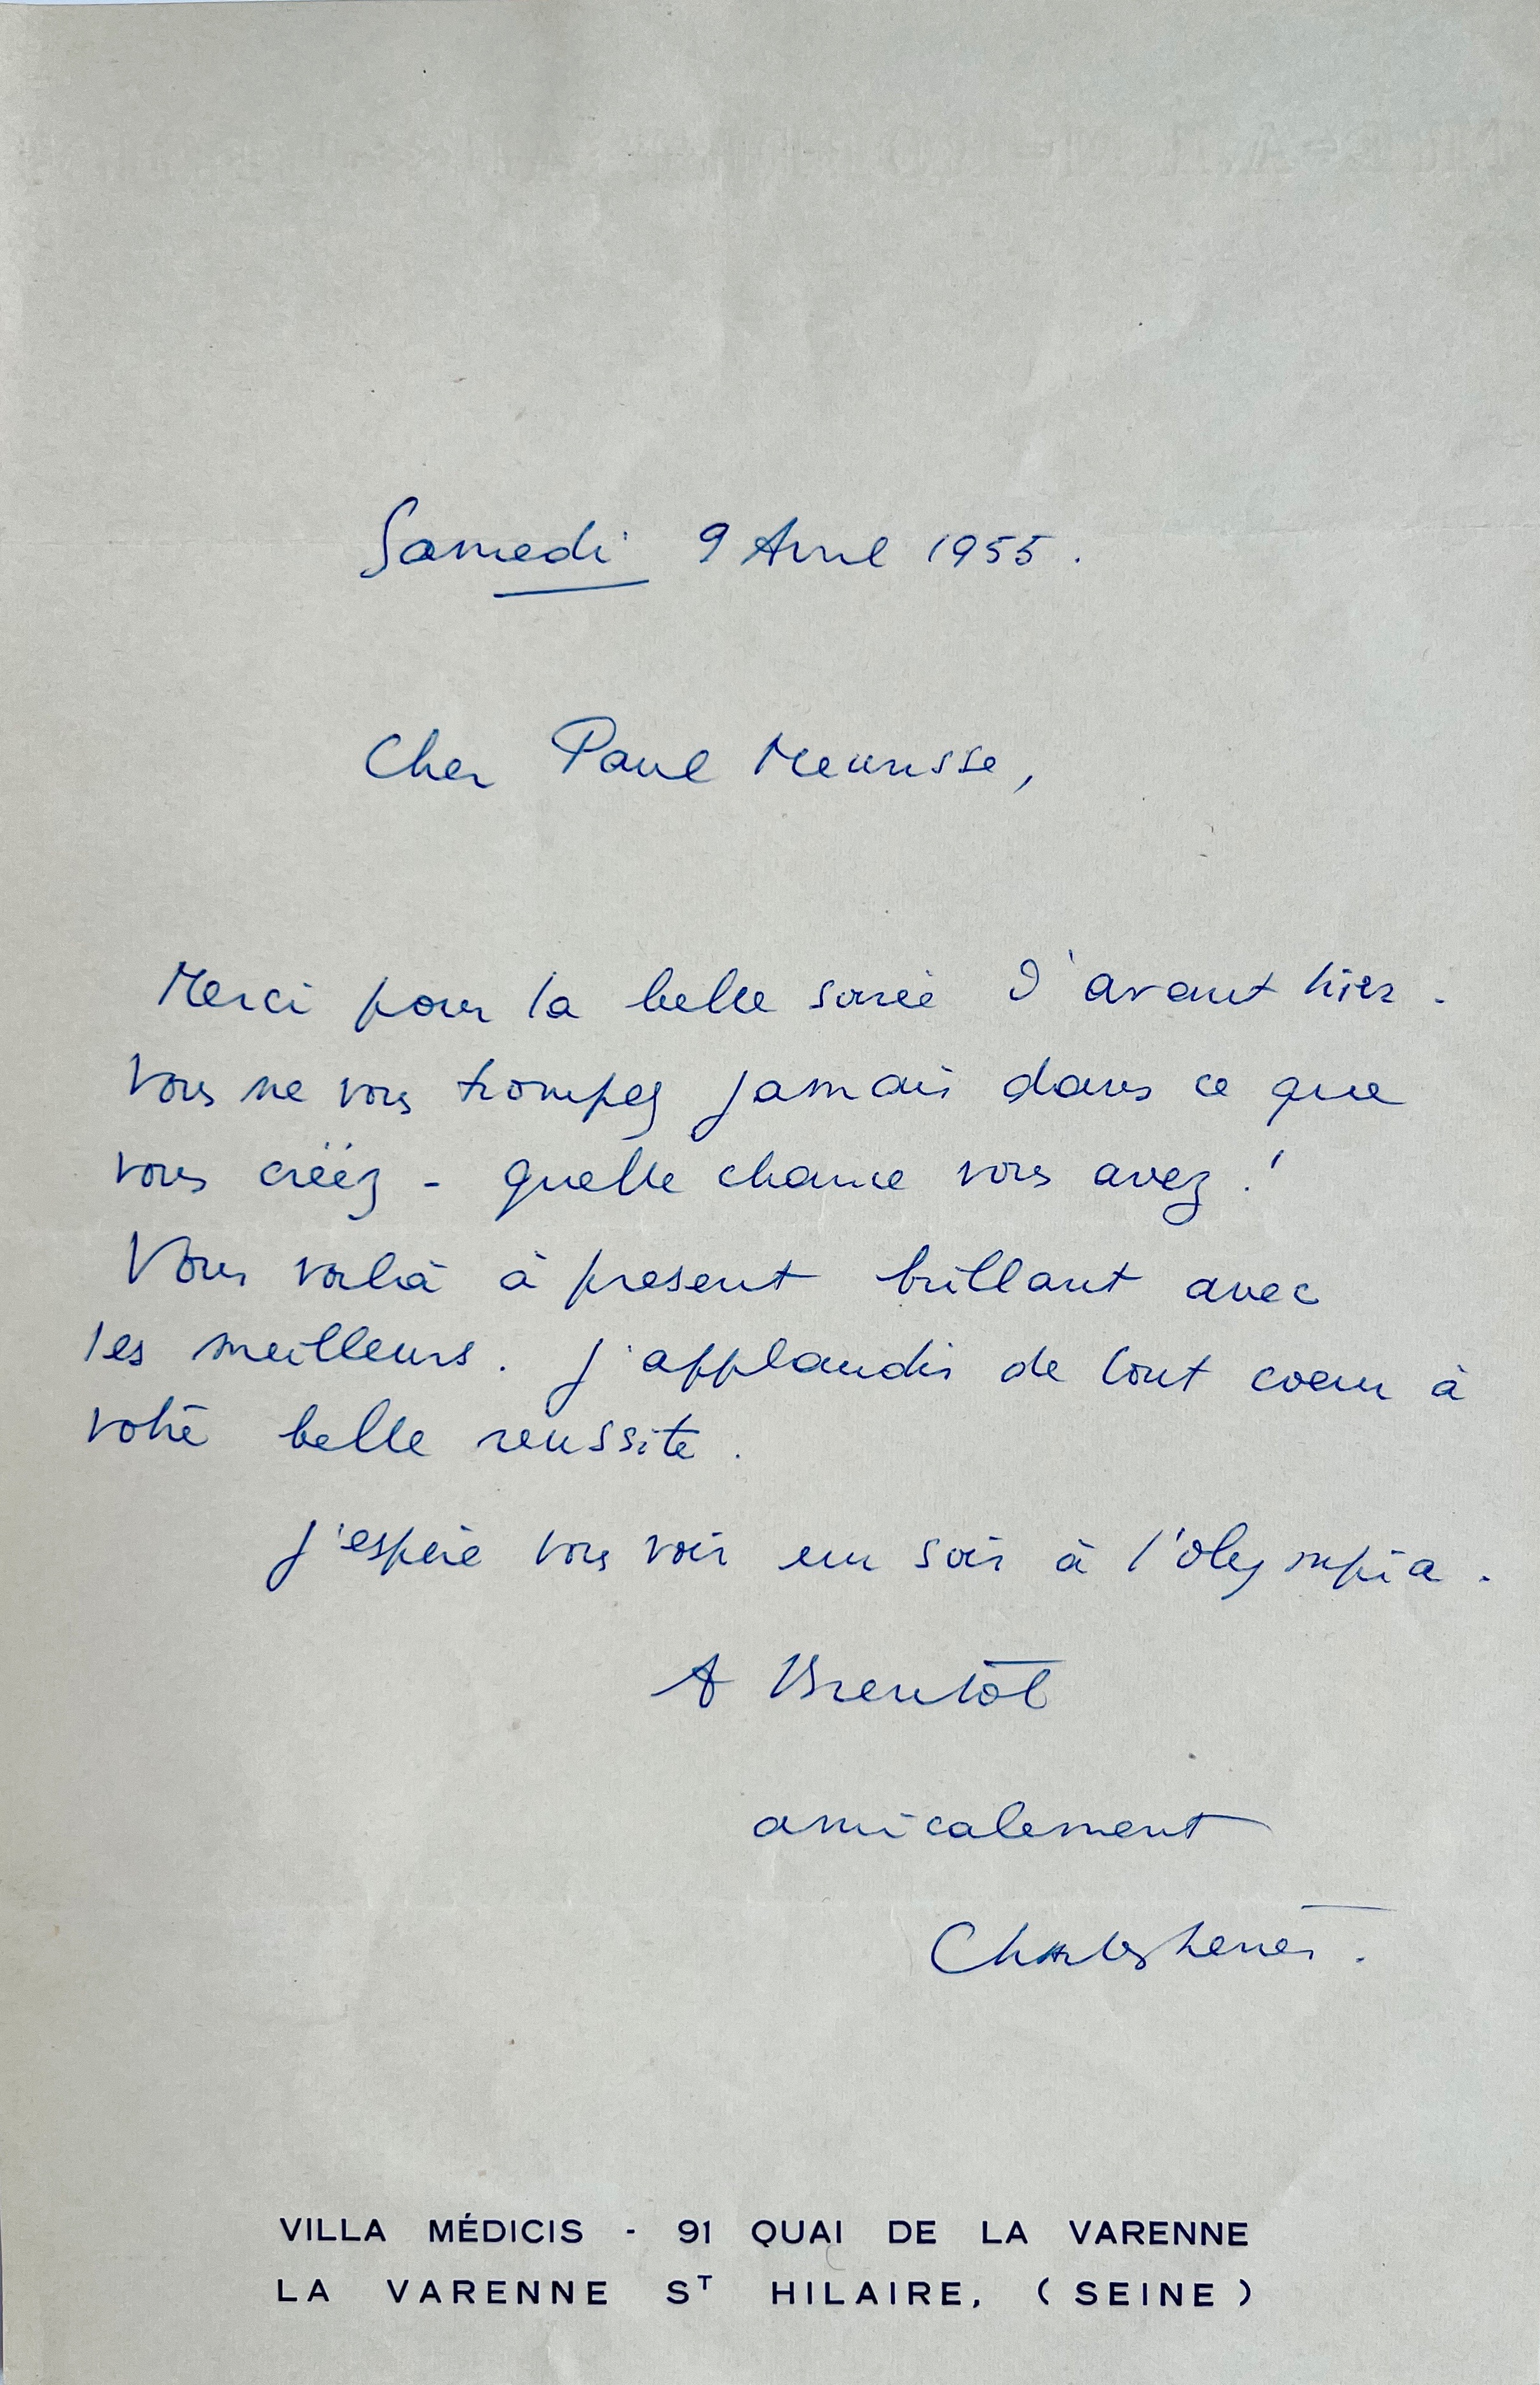 Samedi 9 Avril 1955.
Cher Paul Meurisse,
Merci pour la belle soirée d'avant hier.
Vous ne vous trompez jamais dans ce que
vous créez - quelle chance vous avez!
Vous voilà à present brillant avec
les meilleurs. J'applaudis de tout coeur à
votre belle reussite.
J'espère vous voir un soir à l'Olympia.
A Bientôt
amicalement
Charles
VILLA MÉDICIS - 91 QUAI DE LA VARENNE
LA VARENNE ST HILAIRE, (SEINE)